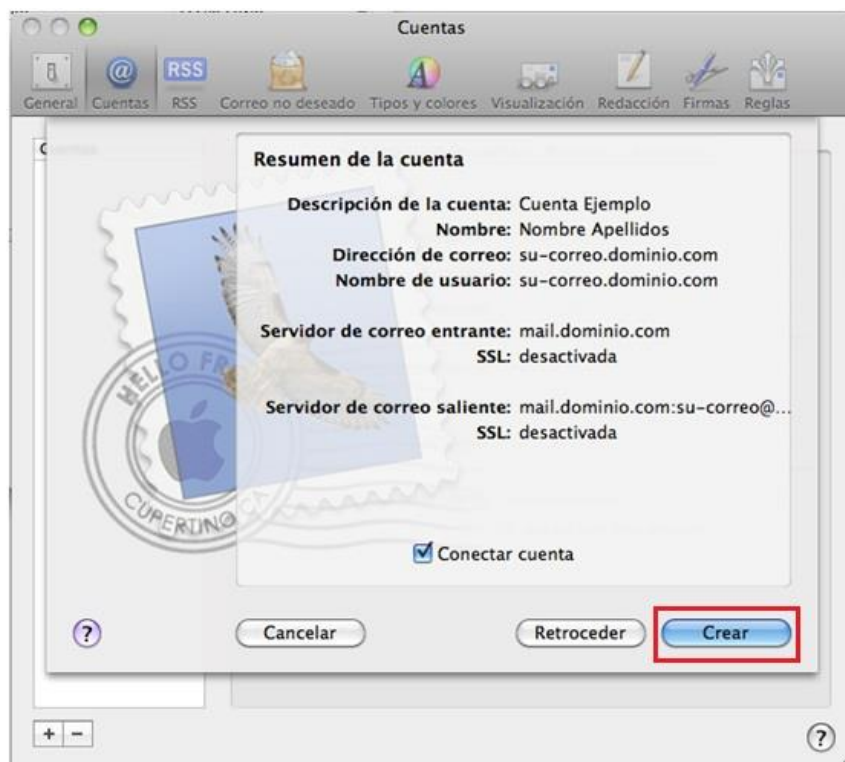 Cuentas
RSS
General Cuentas RSS Correo no deseado Tipos y colores Visualización Redacción Firmas Reglas
Resumen de la cuenta
Descripción de la cuenta: Cuenta Ejemplo
Nombre: Nombre Apellidos
Dirección de correo: su-correo.dominio.com
Nombre de usuario: su-correo.dominio.com
Servidor de correo entrante: mail.dominio.com
SSL: desactivada
Servidor de correo saliente: mail.dominio.com:su-correo@...
SSL: desactivada
HELLO FR
CUPERTINO CA
Conectar cuenta
? Cancelar Retroceder Crear
+ - ?